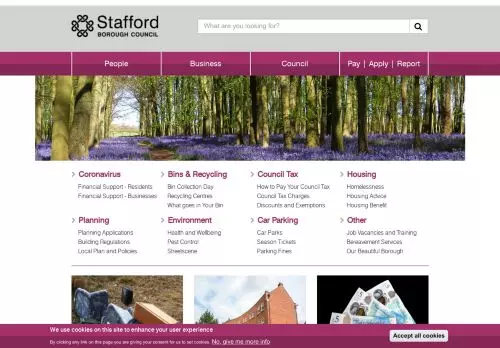 Stafford
BOROUGH COUNCIL
What are you looking for?
People
Business
Council
Pay | Apply | Report
Coronavirus
Financial Support - Residents
Financial Support - Businesses
Bins & Recycling
Bin Collection Day
Recycling Centres
What goes in Your Bin
Council Tax
How to Pay Your Council Tax
Council Tax Charges
Discounts and Exemptions
Housing
Homelessness
Housing Advice
Housing Benefit
Planning
Planning Applications
Building Regulations
Local Plan and Policies
Environment
Health and Wellbeing
Pest Control
Streetscene
Car Parking
Car Parks
Season Tickets
Parking Fines
Other
Job Vacancies and Training
Bereavement Services
Our Beautiful Borough
We use cookies on this site to enhance your user experience
By clicking any link on this page you are giving your consent for us to set cookies. No, give me more info
Accept all cookies